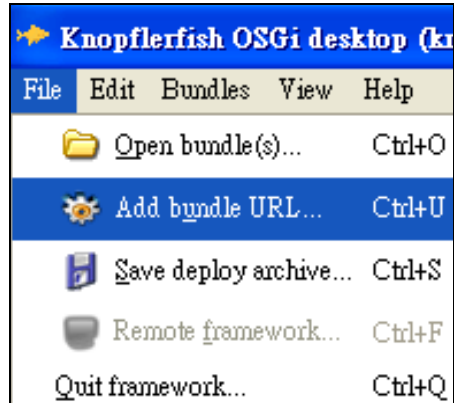 Knopflerfish OSGi desktop (kn
File Edit Bundles View Help
Open bundle(s)... Ctrl+O
Add bundle URL... Ctrl+U
Save deploy archive... Ctrl+S
Remote framework... Ctrl+F
Quit framework... Ctrl+Q